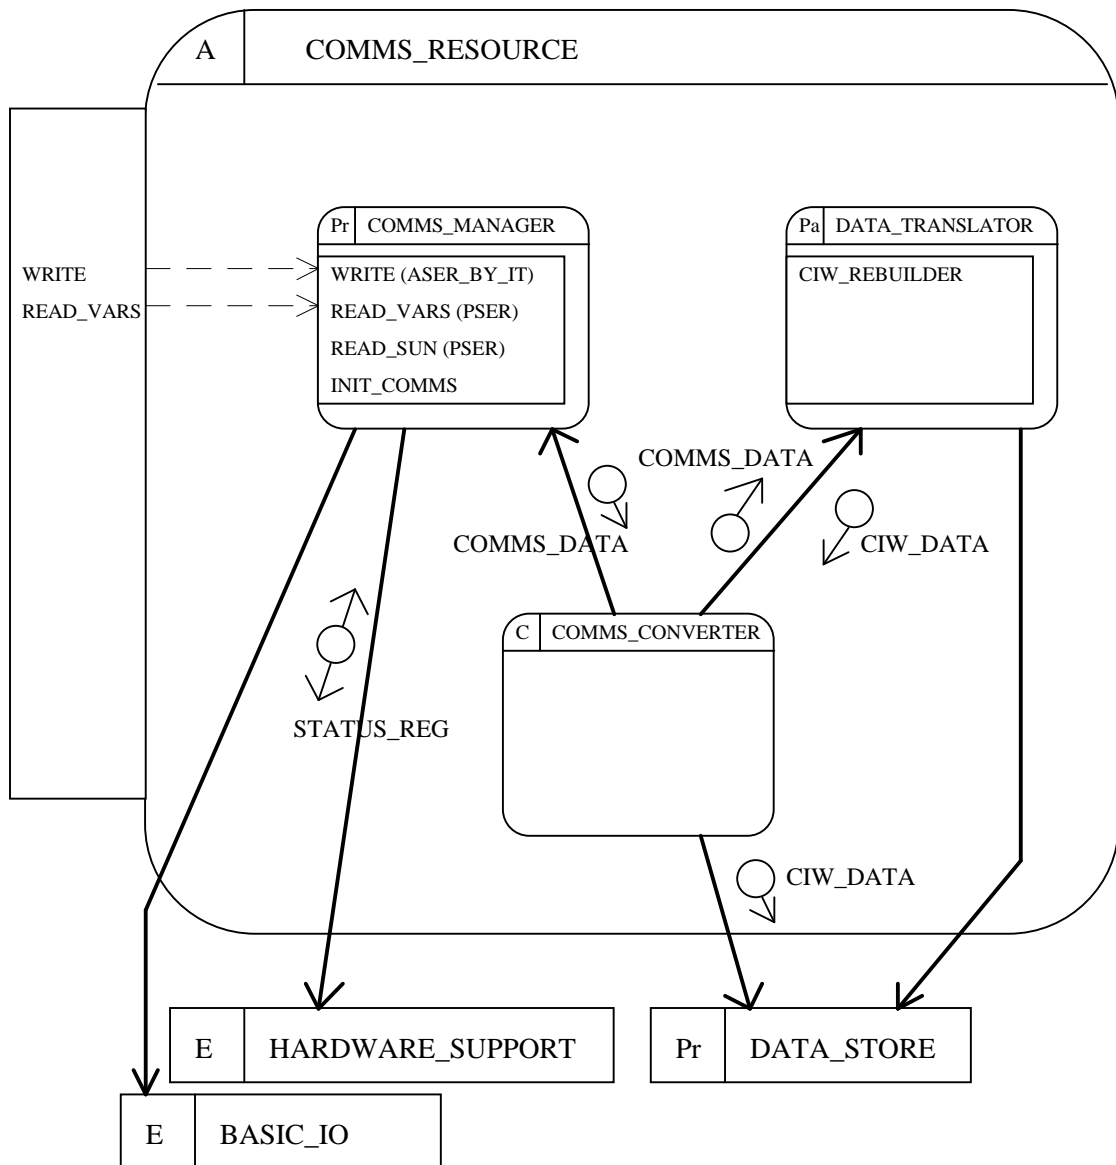 A COMMS_RESOURCE
Pr COMMS_MANAGER
Pa DATA_TRANSLATOR
WRITE
WRITE (ASER_BY_IT)
CIW_REBUILDER
READ_VARS
READ_VARS (PSER)
READ_SUN (PSER)
INIT_COMMS
COMMS_DATA
COMMS_DATA
CIW_DATA
C COMMS_CONVERTER
STATUS_REG
CIW_DATA
E HARDWARE_SUPPORT
Pr DATA_STORE
E BASIC_IO